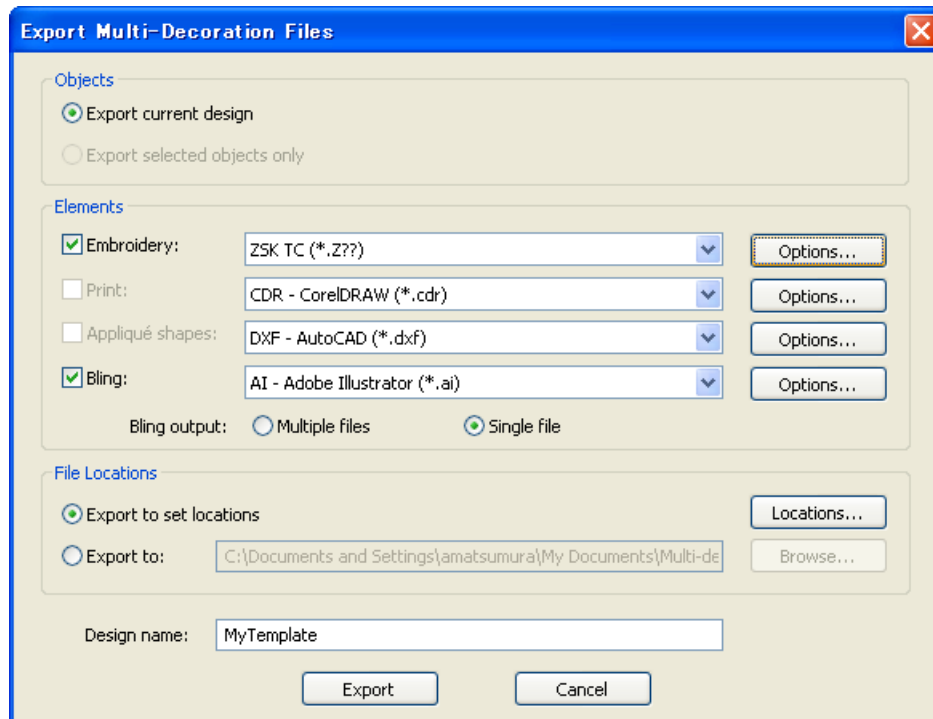 Export Multi-Decoration Files
Objects
Export current design
Export selected objects only
Elements
Embroidery: ZSK TC (*.Z??) Options...
Print: CDR - CorelDRAW (*.cdr) Options...
Appliqué shapes: DXF - AutoCAD (*.dxf) Options...
Bling: AI - Adobe Illustrator (*.ai) Options...
Bling output: Multiple files Single file
File Locations
Export to set locations Locations...
Export to: C:\Documents and Settings\amatsumura\My Documents\Multi-de Browse...
Design name: MyTemplate
Export Cancel